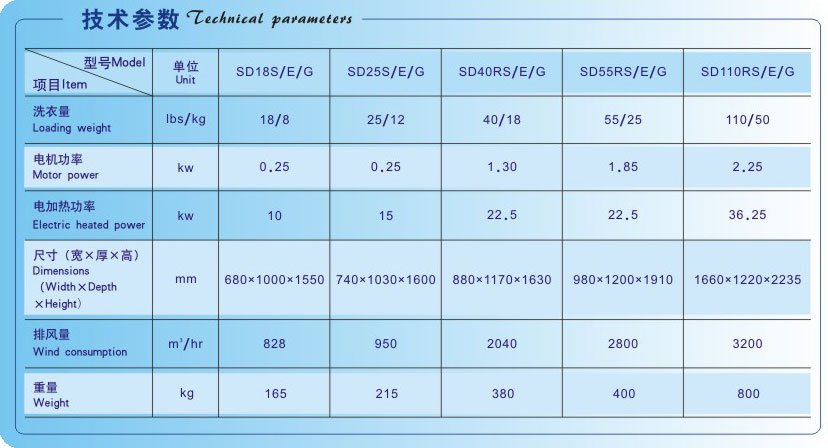 技术参数 Technical parameters
型号Model
项目Item
单位
Unit
SD18S/E/G SD25S/E/G SD40RS/E/G SD55RS/E/G SD110RS/E/G
洗衣量
Loading weight
lbs/kg 18/8 25/12 40/18 55/25 110/50
电机功率
Motor power
kw 0.25 0.25 1.30 1.85 2.25
电加热功率
Electric heated power
kw 10 15 22.5 22.5 36.25
尺寸（宽×厚×高）
Dimensions
（Width×Depth
×Height）
mm 680×1000×1550 740×1030×1600 880×1170×1630 980×1200×1910 1660×1220×2235
排风量
Wind consumption
m³/hr 828 950 2040 2800 3200
重量
Weight
kg 165 215 380 400 800